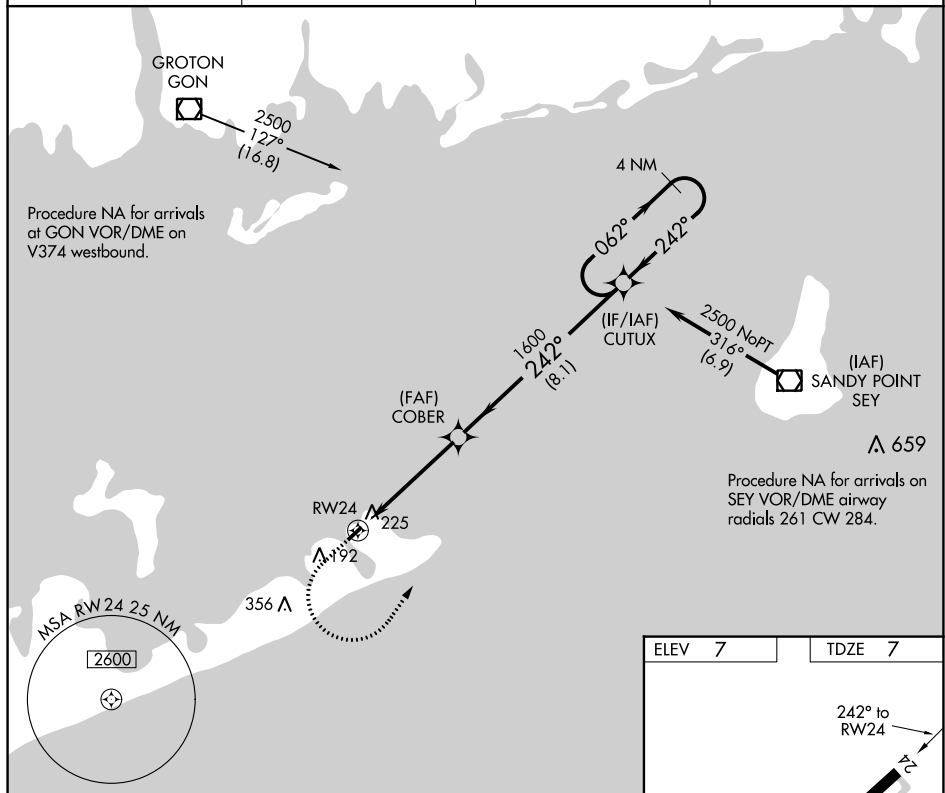 GROTON
GON
2500
127°
(16.8)
Procedure NA for arrivals
at GON VOR/DME on
V374 westbound.
4 NM
062°
242°
(IF/IAF)
CUTUX
2500 NoPT
316°
(6.9)
(IAF)
SANDY POINT
SEY
1600
242°
(8.1)
(FAF)
COBER
659
Procedure NA for arrivals on
SEY VOR/DME airway
radials 261 CW 284.
RW24
225
192
356
MSA RW24 25 NM
2600
ELEV 7
TDZE 7
242° to
RW24
24